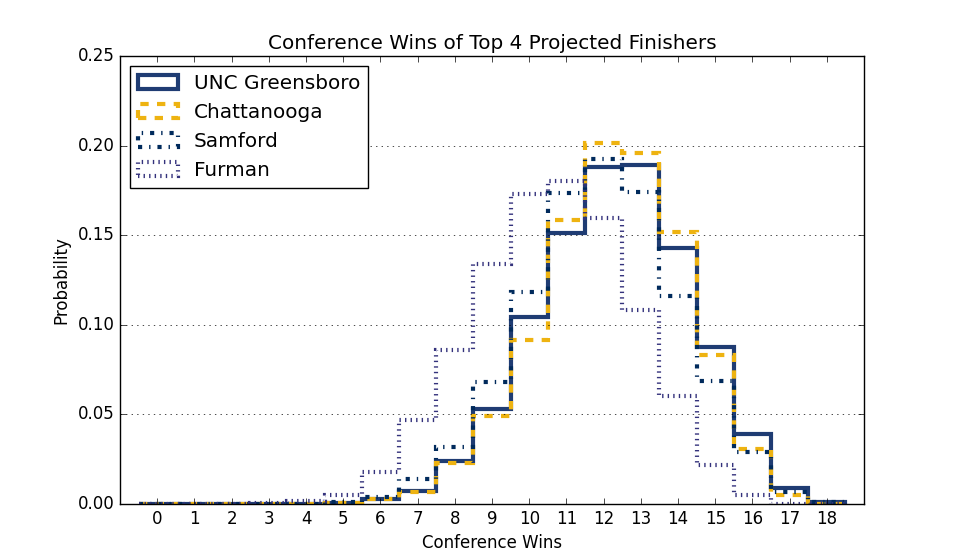 Conference Wins of Top 4 Projected Finishers
0.25
0.20
0.15
0.10
0.05
0.00
Probability
UNC Greensboro
Chattanooga
Samford
Furman
0 1 2 3 4 5 6 7 8 9 10 11 12 13 14 15 16 17 18
Conference Wins